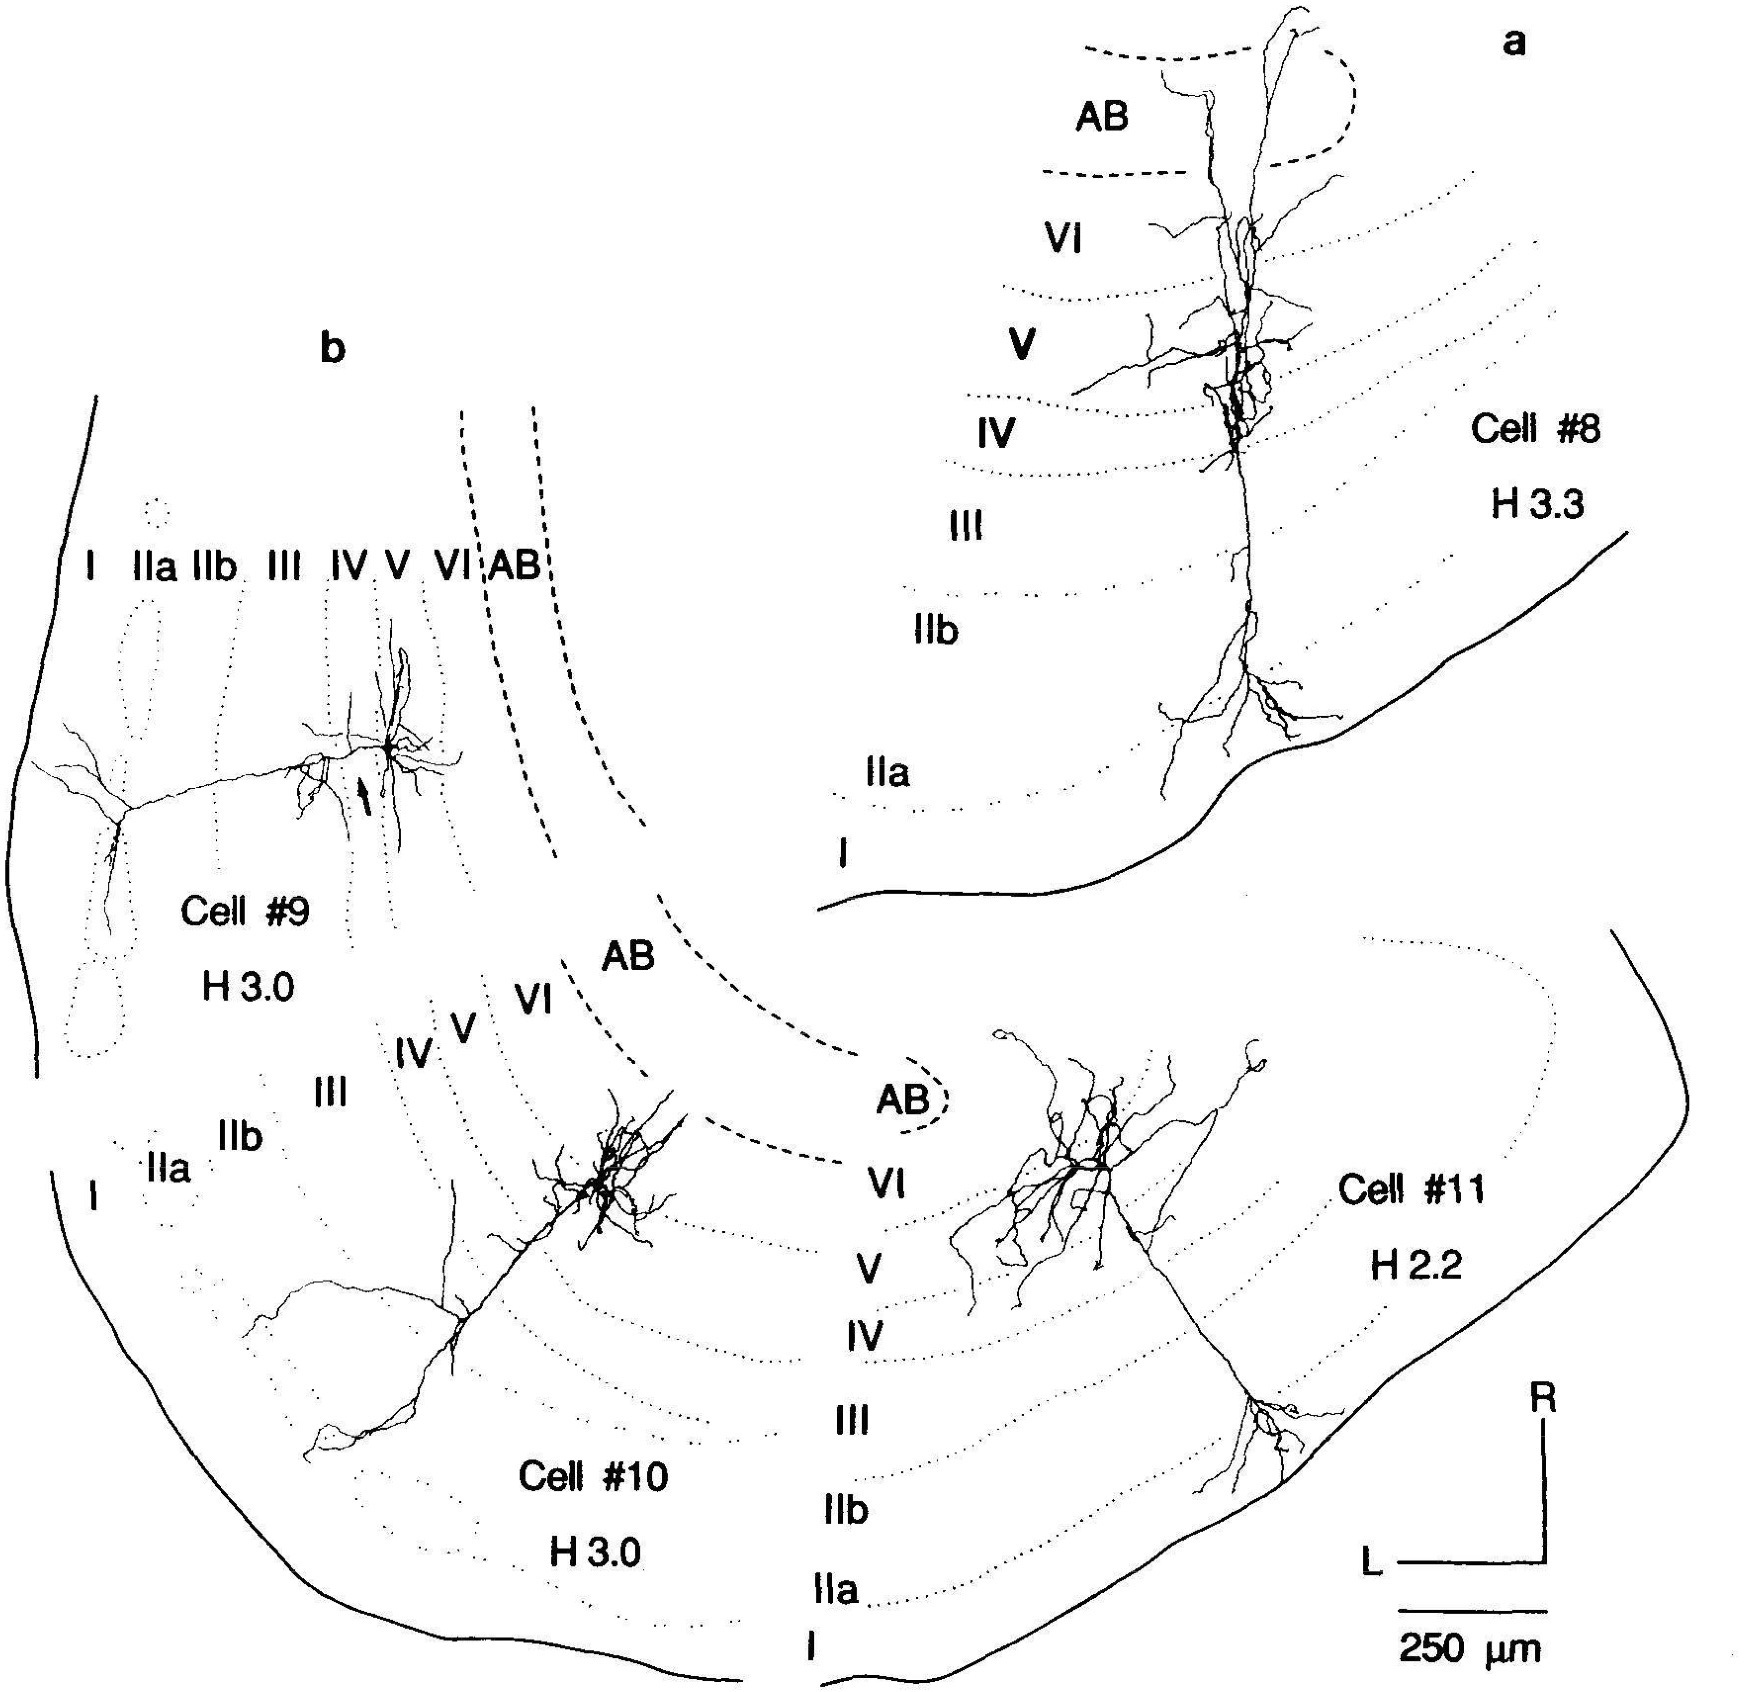 a
AB
VI
V
IV
III
IIb
IIa
I
Cell #8
H 3.3
b
I IIa IIb III IV V VI AB
Cell #9
H 3.0
AB
VI
V
IV
III
IIb
IIa
I
Cell #10
H 3.0
AB
VI
V
IV
III
IIb
IIa
I
Cell #11
H 2.2
R
L
250 µm